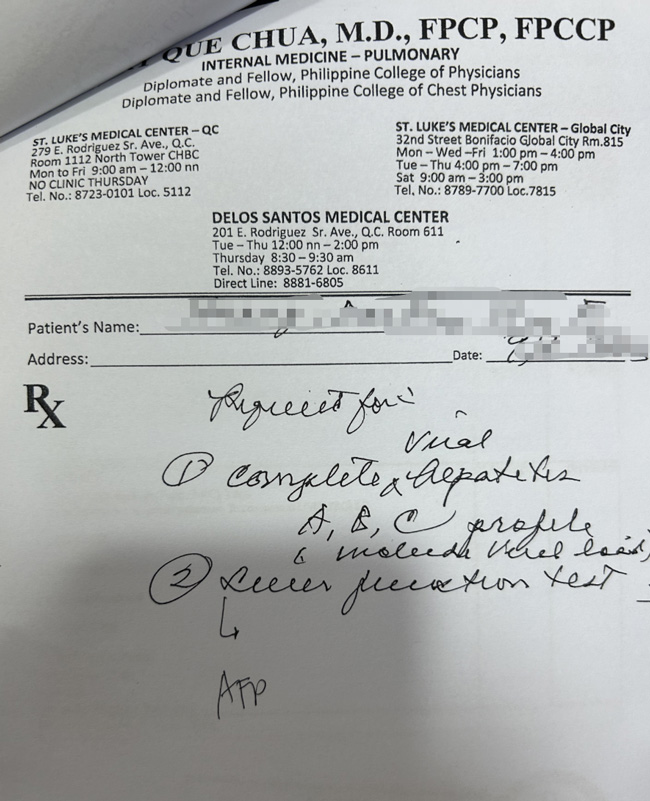 QUE CHUA, M.D., FPCP, FPCCP
INTERNAL MEDICINE – PULMONARY
Diplomate and Fellow, Philippine College of Physicians
Diplomate and Fellow, Philippine College of Chest Physicians
ST. LUKE'S MEDICAL CENTER – QC
279 E. Rodriguez Sr. Ave., Q.C.
Room 1112 North Tower CHBC
Mon to Fri 9:00 am – 12:00 nn
NO CLINIC THURSDAY
Tel. No.: 8723-0101 Loc. 5112
ST. LUKE'S MEDICAL CENTER – Global City
32nd Street Bonifacio Global City Rm.815
Mon – Wed –Fri 1:00 pm – 4:00 pm
Tue – Thu 4:00 pm – 7:00 pm
Sat 9:00 am – 3:00 pm
Tel. No.: 8789-7700 Loc.7815
DELOS SANTOS MEDICAL CENTER
201 E. Rodriguez Sr. Ave., Q.C. Room 611
Tue – Thu 12:00 nn – 2:00 pm
Thursday 8:30 – 9:30 am
Tel. No.: 8893-5762 Loc. 8611
Direct Line: 8881-6805
Patient's Name:
Address: Date:
Rx
Request for:
Viral
① Complete hepatitis
A, B, C profile
( include viral load)
② Liver function test
↳
AFP